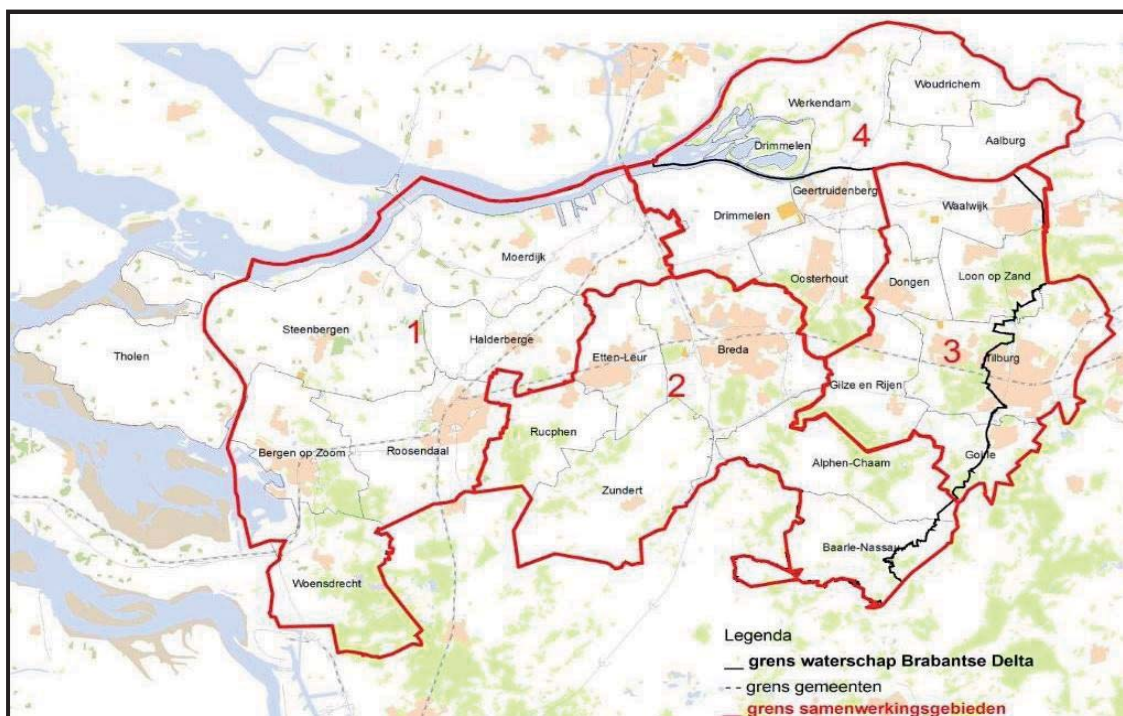 Woudrichem
Werkendam
4
Aalburg
Drimmelen
Geertruidenberg
Waalwijk
Drimmelen
Moerdijk
Oosterhout
Dongen
Loon op Zand
Steenbergen
1
Halderberge
Tholen
Etten-Leur
Breda
3
Tilburg
2
Gilze en Rijen
Rucphen
Bergen op Zoom
Roosendaal
Goirle
Alphen-Chaam
Zundert
Baarle-Nassau
Woensdrecht
Legenda
grens waterschap Brabantse Delta
grens gemeenten
grens samenwerkingsgebieden